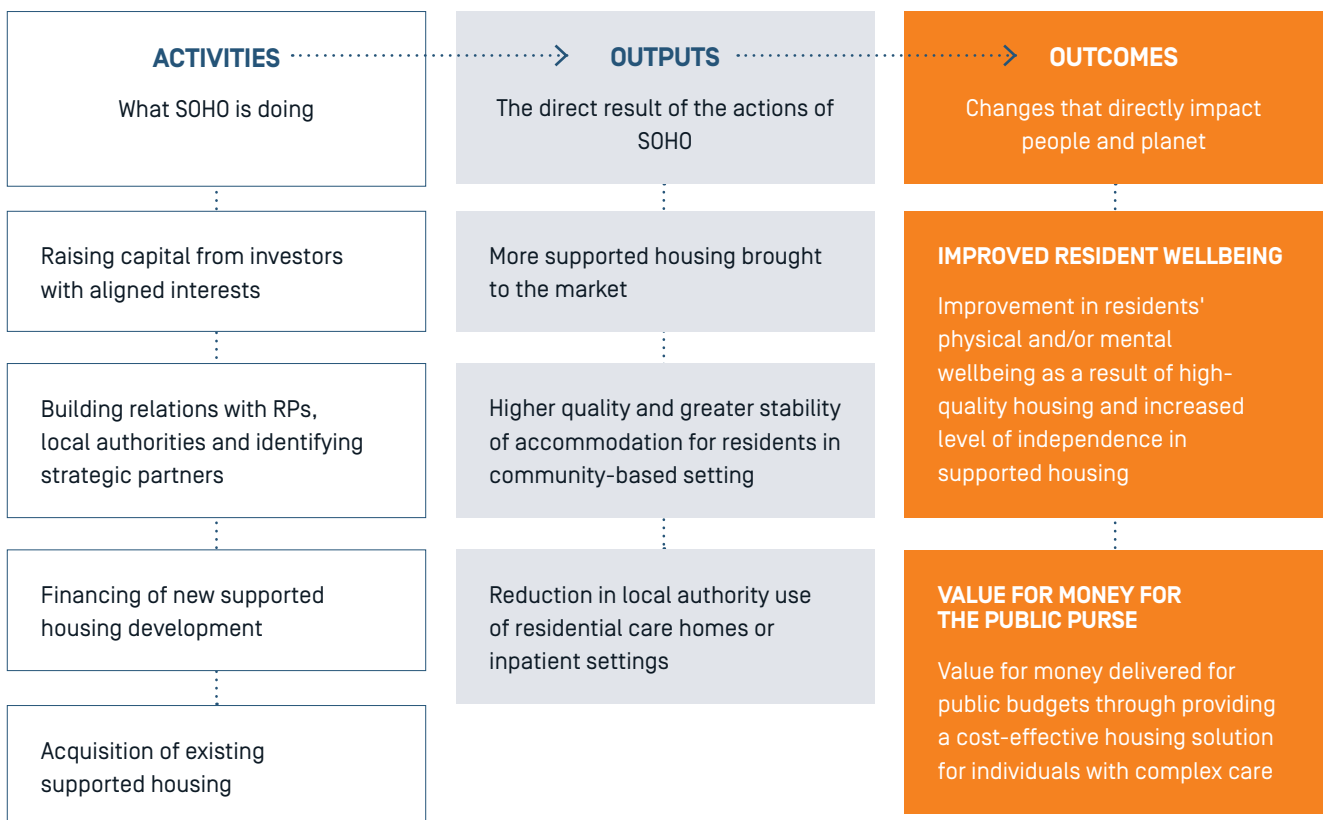 ACTIVITIES
What SOHO is doing
Raising capital from investors
with aligned interests
Building relations with RPs,
local authorities and identifying
strategic partners
Financing of new supported
housing development
Acquisition of existing
supported housing
OUTPUTS
The direct result of the actions of
SOHO
More supported housing brought
to the market
Higher quality and greater stability
of accommodation for residents in
community-based setting
Reduction in local authority use
of residential care homes or
inpatient settings
OUTCOMES
Changes that directly impact
people and planet
IMPROVED RESIDENT WELLBEING
Improvement in residents'
physical and/or mental
wellbeing as a result of high-
quality housing and increased
level of independence in
supported housing
VALUE FOR MONEY FOR
THE PUBLIC PURSE
Value for money delivered for
public budgets through providing
a cost-effective housing solution
for individuals with complex care